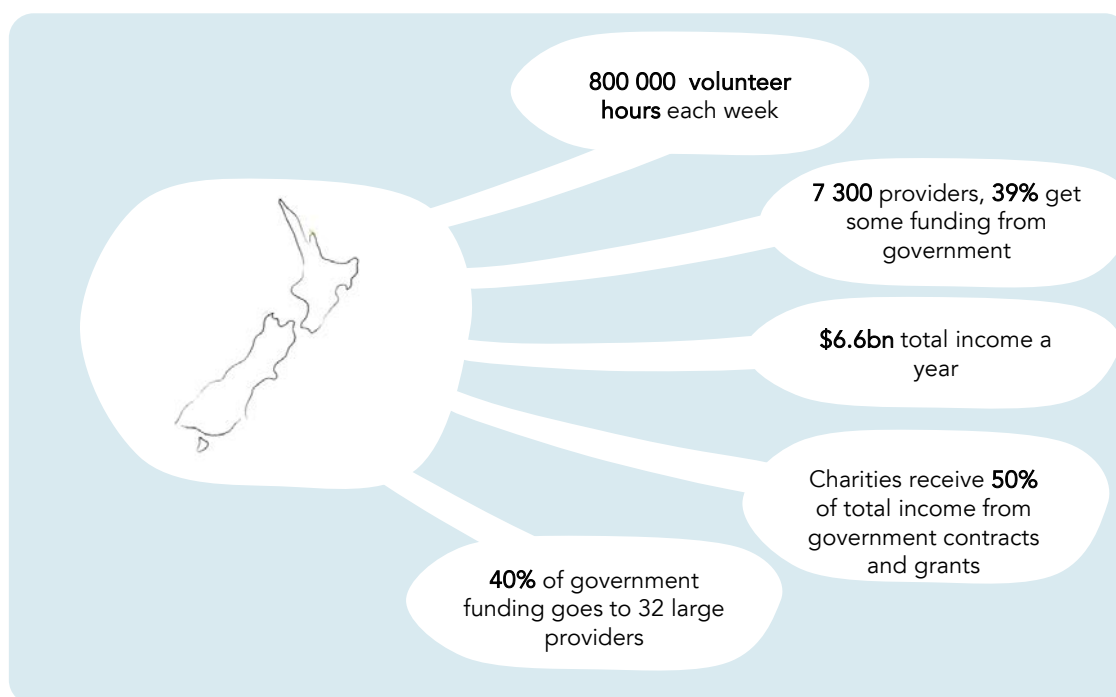 800 000 volunteer
hours each week
7 300 providers, 39% get
some funding from
government
$6.6bn total income a
year
Charities receive 50%
of total income from
government contracts
and grants
40% of government
funding goes to 32 large
providers